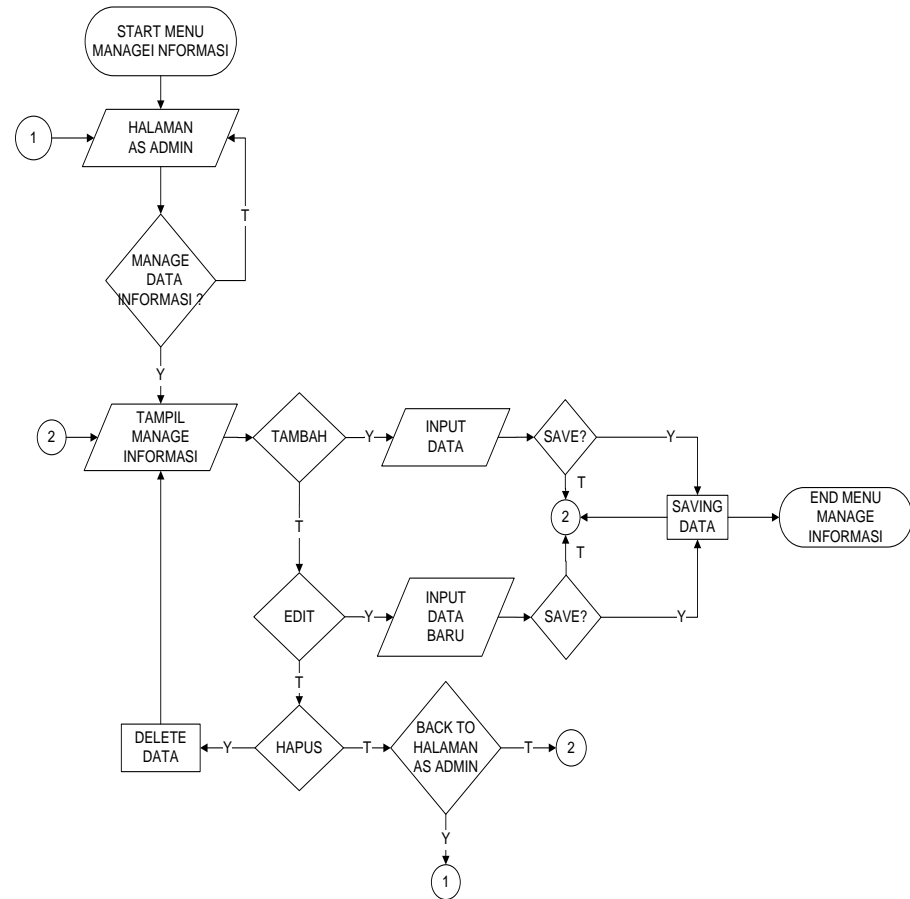 START MENU
MANAGEI NFORMASI
1
HALAMAN
AS ADMIN
T
MANAGE
DATA
INFORMASI ?
Y
2
TAMPIL
MANAGE
INFORMASI
TAMBAH
Y
INPUT
DATA
SAVE?
Y
T
T
2
SAVING
DATA
END MENU
MANAGE
INFORMASI
T
EDIT
Y
INPUT
DATA
BARU
SAVE?
Y
T
DELETE
DATA
Y
HAPUS
T
BACK TO
HALAMAN
AS ADMIN
T
2
Y
1